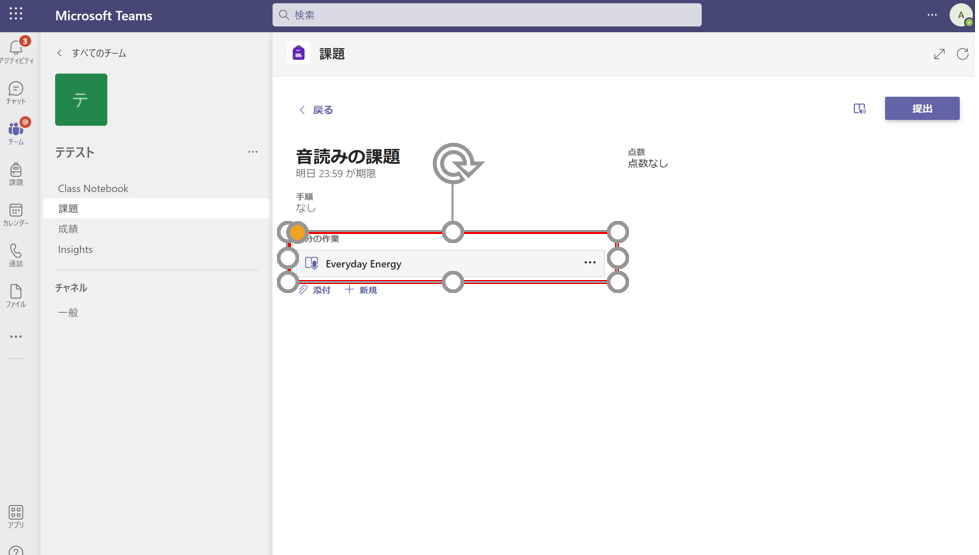 Microsoft Teams
検索
A
3
アクティビティ
チャット
@
チーム
課題
カレンダー
通話
ファイル
アプリ
すべてのチーム
テ
テテスト
Class Notebook
課題
成績
Insights
チャネル
一般
課題
戻る
提出
音読みの課題
明日 23:59 が期限
点数
点数なし
手順
なし
分の作業
Everyday Energy
添付
新規